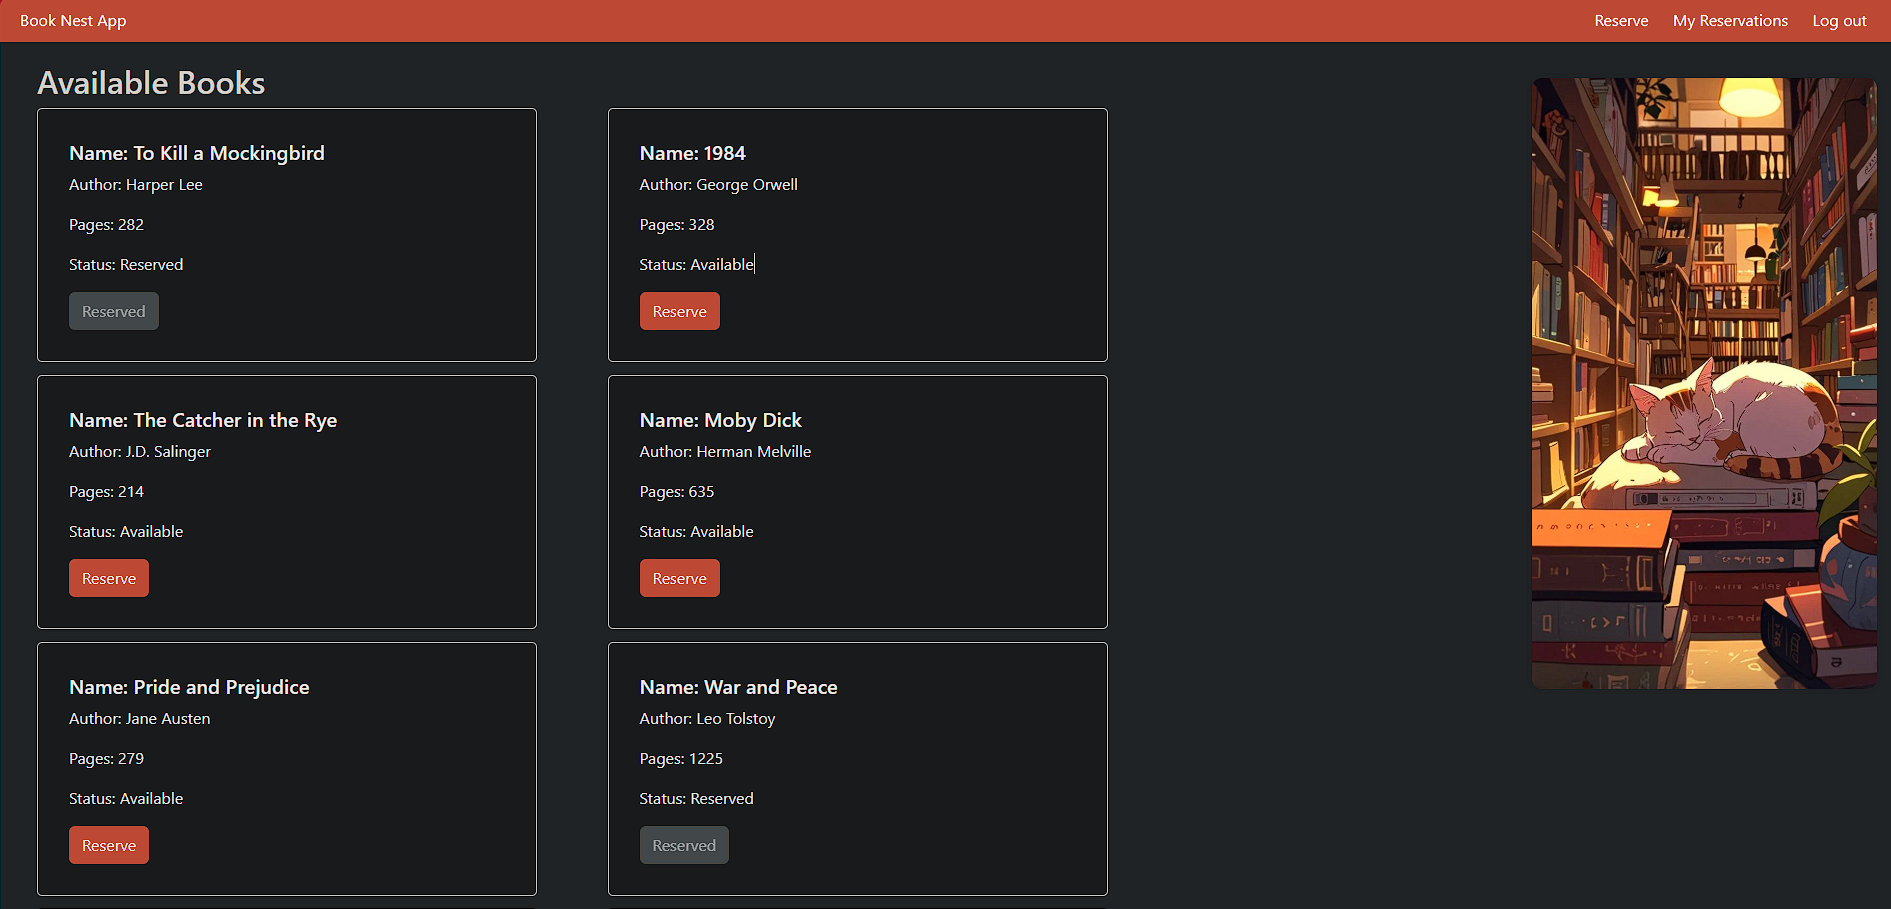 Book Nest App
Reserve My Reservations Log out
Available Books
Name: To Kill a Mockingbird
Author: Harper Lee
Pages: 282
Status: Reserved
Reserved
Name: 1984
Author: George Orwell
Pages: 328
Status: Available
Reserve
Name: The Catcher in the Rye
Author: J.D. Salinger
Pages: 214
Status: Available
Reserve
Name: Moby Dick
Author: Herman Melville
Pages: 635
Status: Available
Reserve
Name: Pride and Prejudice
Author: Jane Austen
Pages: 279
Status: Available
Reserve
Name: War and Peace
Author: Leo Tolstoy
Pages: 1225
Status: Reserved
Reserved